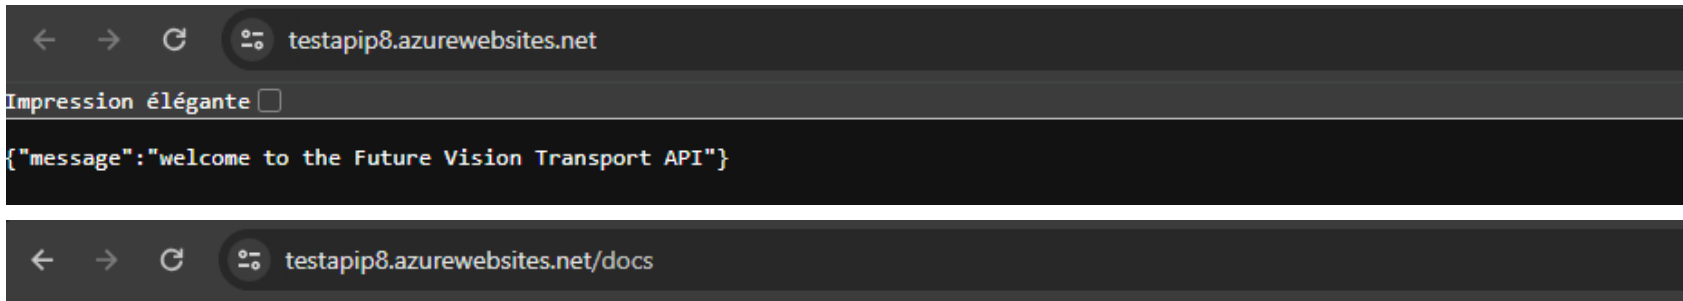 testapip8.azurewebsites.net
Impression élégante
{"message":"welcome to the Future Vision Transport API"}
testapip8.azurewebsites.net/docs